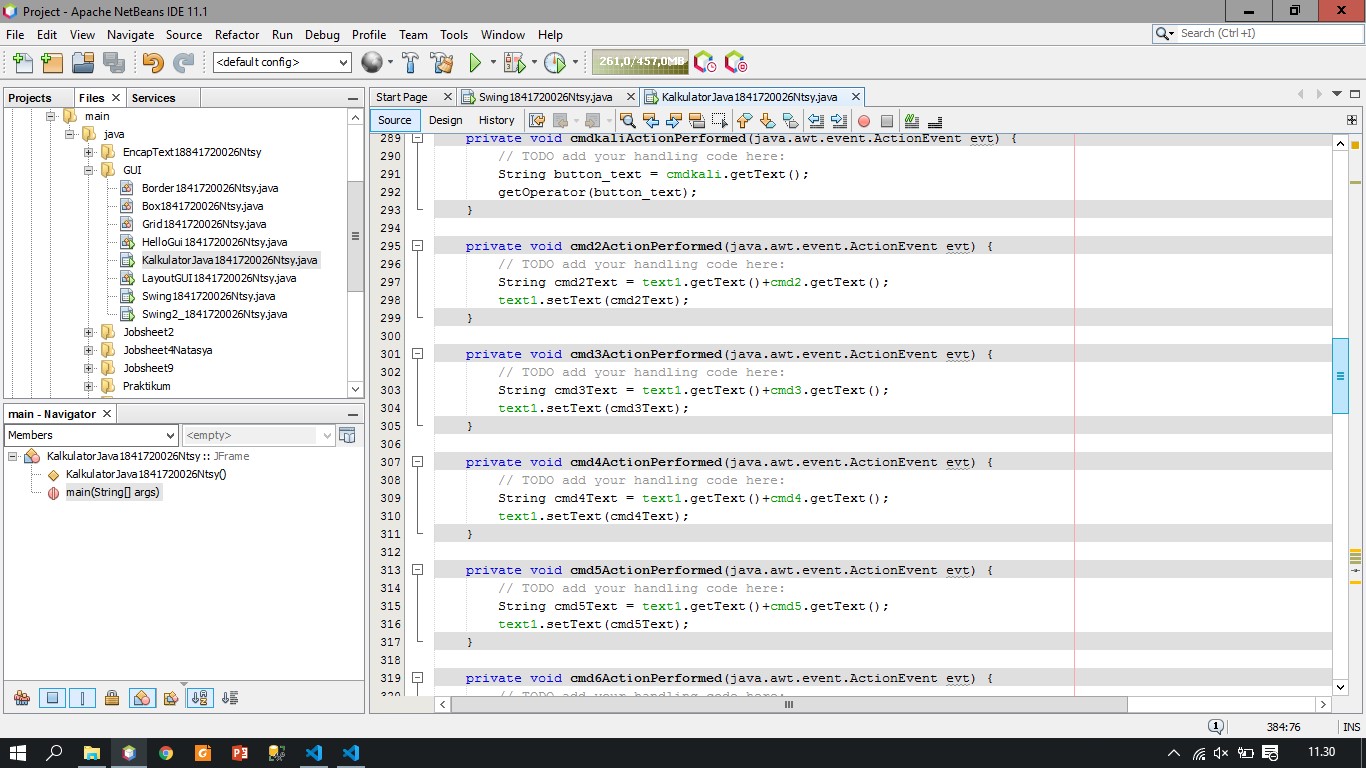 Project - Apache NetBeans IDE 11.1
File Edit View Navigate Source Refactor Run Debug Profile Team Tools Window Help
Search (Ctrl+I)
<default config>
261,0/457,0MB
Projects Files Services
main
java
EncapText18841720026Ntsy
GUI
Border1841720026Ntsy.java
Box1841720026Ntsy.java
Grid1841720026Ntsy.java
HelloGui1841720026Ntsy.java
KalkulatorJava1841720026Ntsy.java
LayoutGUI1841720026Ntsy.java
Swing1841720026Ntsy.java
Swing2_1841720026Ntsy.java
Jobsheet2
Jobsheet4Natasya
Jobsheet9
Praktikum
main - Navigator
Members <empty>
KalkulatorJava1841720026Ntsy :: JFrame
KalkulatorJava1841720026Ntsy()
main(String[] args)
Start Page Swing1841720026Ntsy.java KalkulatorJava1841720026Ntsy.java
Source Design History
289 private void cmdkaliActionPerformed(java.awt.event.ActionEvent evt) {
290 // TODO add your handling code here:
291 String button_text = cmdkali.getText();
292 getOperator(button_text);
293 }
294
295 private void cmd2ActionPerformed(java.awt.event.ActionEvent evt) {
296 // TODO add your handling code here:
297 String cmd2Text = text1.getText()+cmd2.getText();
298 text1.setText(cmd2Text);
299 }
300
301 private void cmd3ActionPerformed(java.awt.event.ActionEvent evt) {
302 // TODO add your handling code here:
303 String cmd3Text = text1.getText()+cmd3.getText();
304 text1.setText(cmd3Text);
305 }
306
307 private void cmd4ActionPerformed(java.awt.event.ActionEvent evt) {
308 // TODO add your handling code here:
309 String cmd4Text = text1.getText()+cmd4.getText();
310 text1.setText(cmd4Text);
311 }
312
313 private void cmd5ActionPerformed(java.awt.event.ActionEvent evt) {
314 // TODO add your handling code here:
315 String cmd5Text = text1.getText()+cmd5.getText();
316 text1.setText(cmd5Text);
317 }
318
319 private void cmd6ActionPerformed(java.awt.event.ActionEvent evt) {
320 // TODO add your handling code here:
384:76 INS
11.30